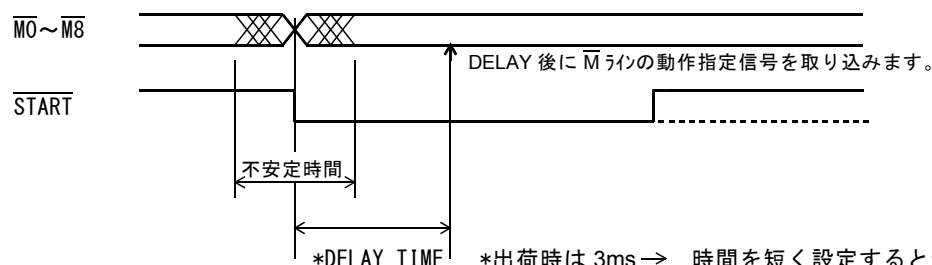 M0～M8
DELAY 後に M ラインの動作指定信号を取り込みます。
START
不安定時間
*DELAY TIME *出荷時は 3ms→ 時間を短く設定すると